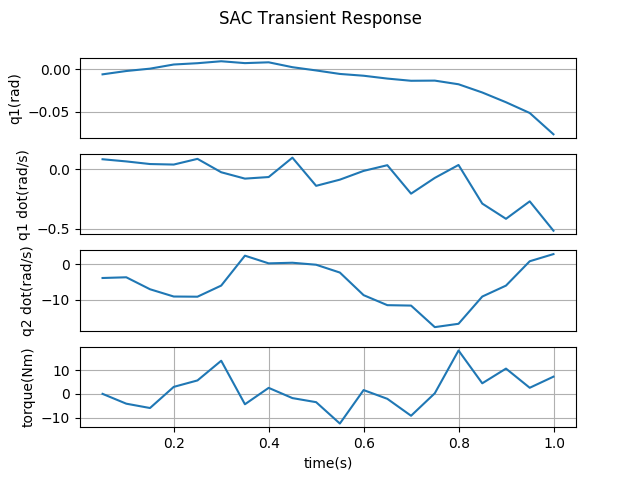 SAC Transient Response
q1(rad)
0.00
−0.05
q1 dot(rad/s)
0.0
−0.5
q2 dot(rad/s)
0
−10
torque(Nm)
10
0
−10
0.2 0.4 0.6 0.8 1.0
time(s)